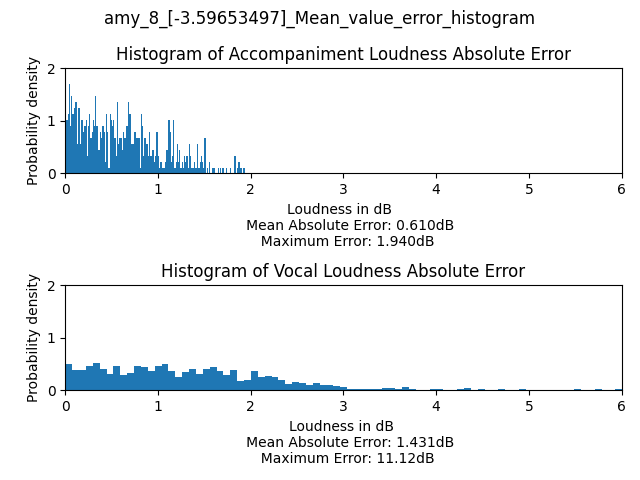 amy_8_[-3.59653497]_Mean_value_error_histogram
Histogram of Accompaniment Loudness Absolute Error
Probability density
2
1
0
0 1 2 3 4 5 6
Loudness in dB
Mean Absolute Error: 0.610dB
Maximum Error: 1.940dB
Histogram of Vocal Loudness Absolute Error
Probability density
2
1
0
0 1 2 3 4 5 6
Loudness in dB
Mean Absolute Error: 1.431dB
Maximum Error: 11.12dB